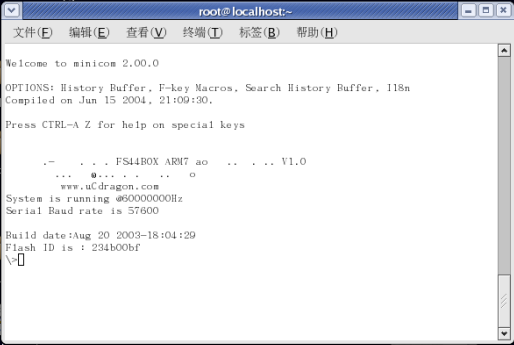 root@localhost:~
文件(F) 编辑(E) 查看(V) 终端(T) 标签(B) 帮助(H)
Welcome to minicom 2.00.0
OPTIONS: History Buffer, F-key Macros, Search History Buffer, I18n
Compiled on Jun 15 2004, 21:09:30.
Press CTRL-A Z for help on special keys
.- . . . FS44BOX ARM7 ao .. . .. V1.0
... @... . . .. o
www.uCdragon.com
System is running @60000000Hz
Serial Baud rate is 57600
Build date:Aug 20 2003-18:04:29
Flash ID is : 234b00bf
\>